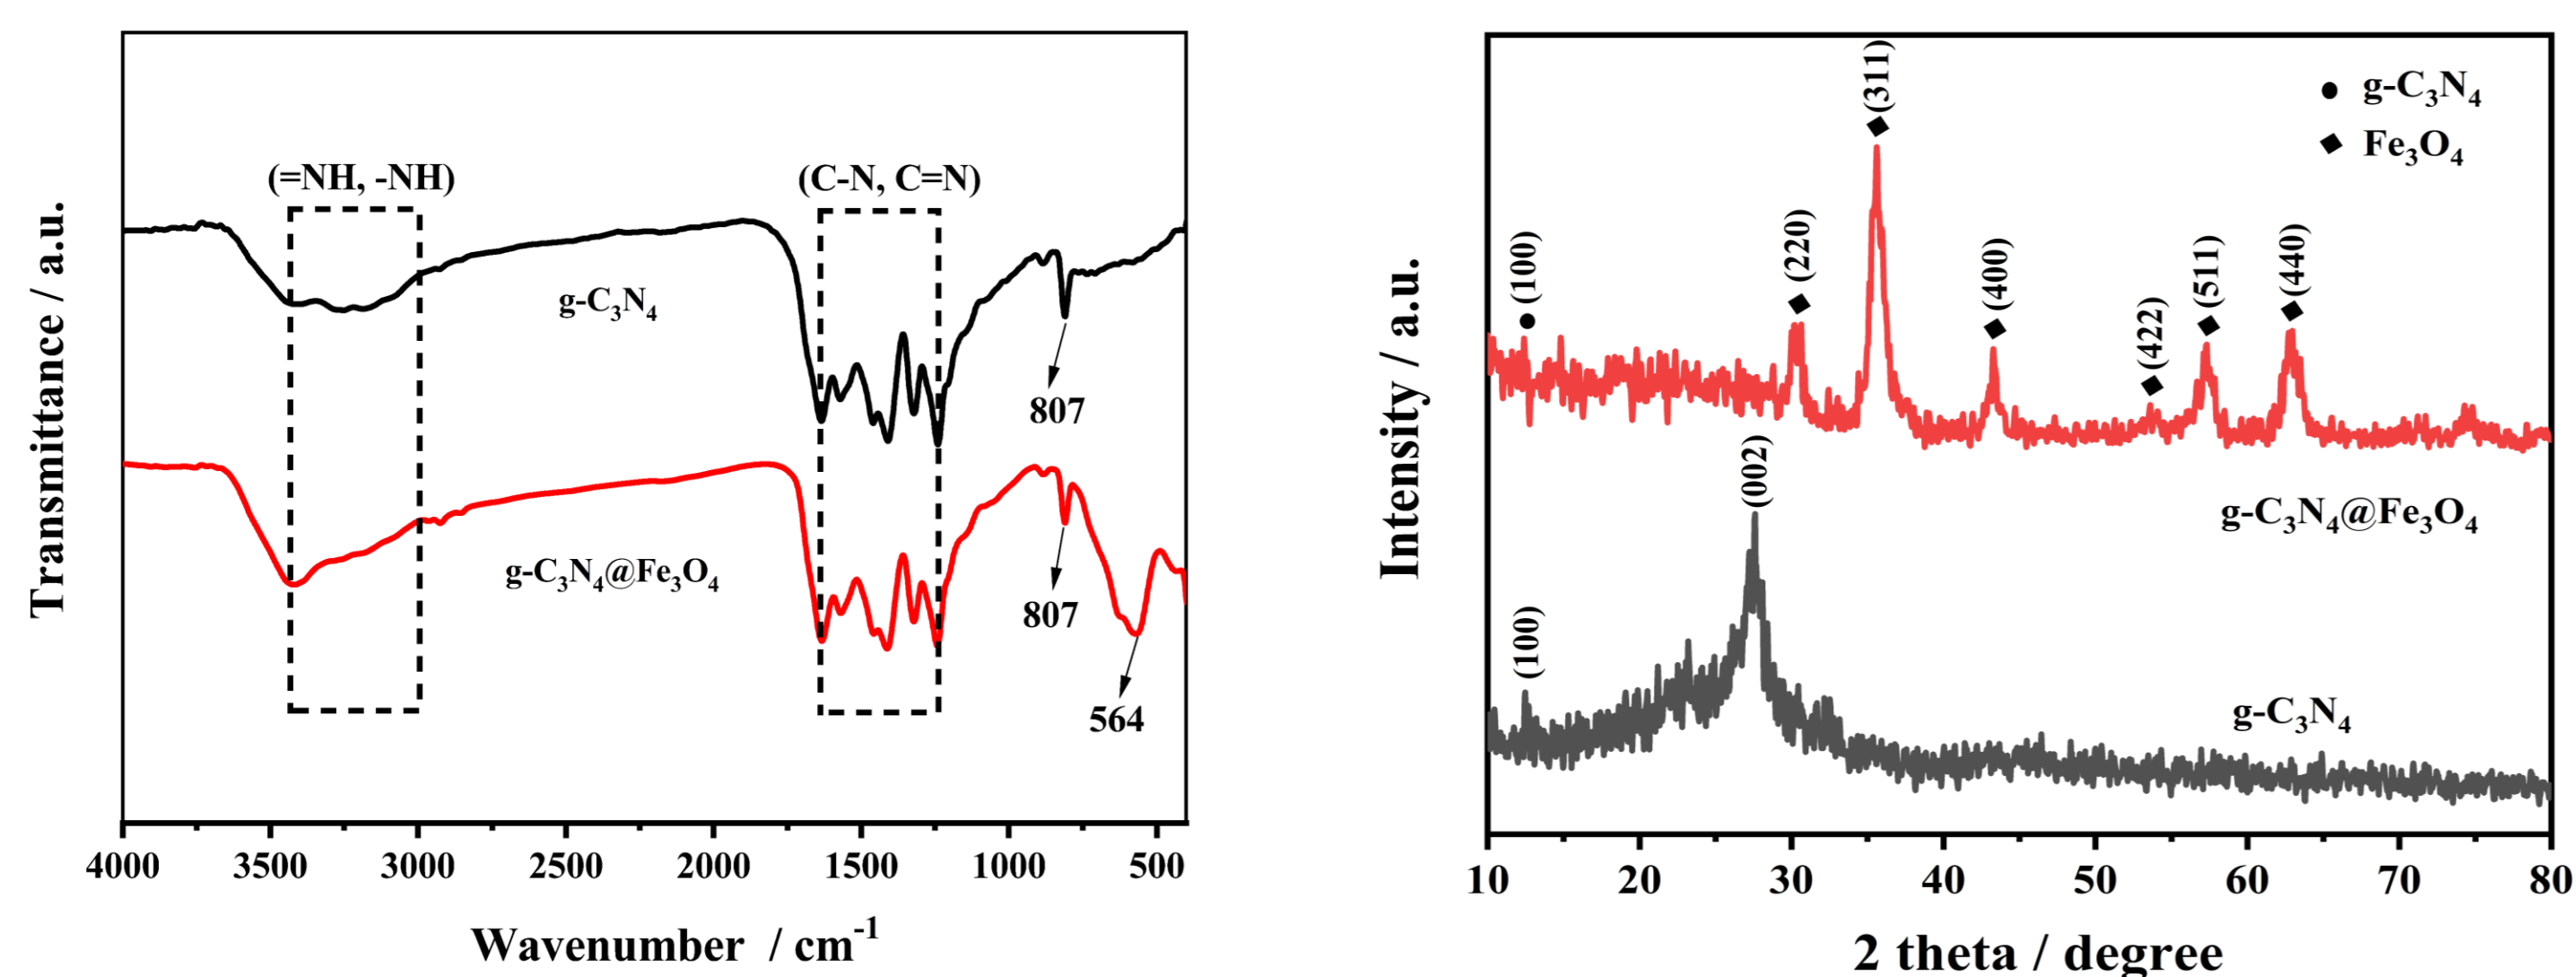 Transmittance / a.u.
(=NH, -NH)
(C-N, C=N)
g-C₃N₄
807
g-C₃N₄@Fe₃O₄
807
564
4000 3500 3000 2500 2000 1500 1000 500
Wavenumber / cm⁻¹
Intensity / a.u.
g-C₃N₄
Fe₃O₄
(100)
(220)
(311)
(400)
(422)
(511)
(440)
g-C₃N₄@Fe₃O₄
(100)
(002)
g-C₃N₄
10 20 30 40 50 60 70 80
2 theta / degree